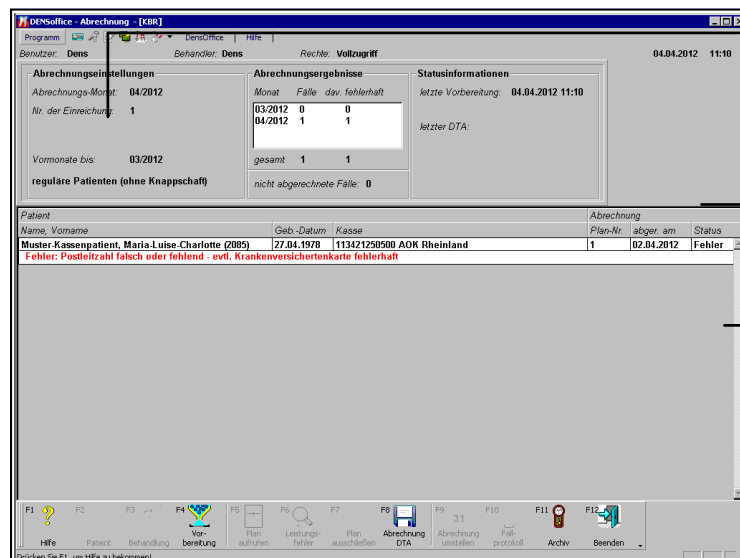 DENSoffice - Abrechnung - [KBR]
Programm DensOffice | Hilfe |
Benutzer: Dens Behandler: Dens Rechte: Vollzugriff 04.04.2012 11:10
Abrechnungseinstellungen Abrechnungsergebnisse Statusinformationen
Abrechnungs-Monat: 04/2012 Monat Fälle dav. fehlerhaft letzte Vorbereitung: 04.04.2012 11:10
Nr. der Einreichung: 1 03/2012 0 0
04/2012 1 1 letzter DTA:
Vormonate bis: 03/2012 gesamt 1 1
reguläre Patienten (ohne Knappschaft) nicht abgerechnete Fälle: 0
Patient Abrechnung
Name, Vorname Geb.-Datum Kasse Plan-Nr. abger. am Status
Muster-Kassenpatient, Maria-Luise-Charlotte (2085) 27.04.1978 113421250500 AOK Rheinland 1 02.04.2012 Fehler
Fehler: Postleitzahl falsch oder fehlend - evtl. Krankenversichertenkarte fehlerhaft
F1 F2 F3 F4 F5 F6 F7 F8 F9 F10 F11 F12
31
Vor- Plan Leistungs- Plan Abrechnung Abrechnung Fall-
Hilfe Patient Behandlung bereitung aufrufen fehler ausschließen DTA umstellen protokoll Archiv Beenden
Drücken Sie F1, um Hilfe zu bekommen!